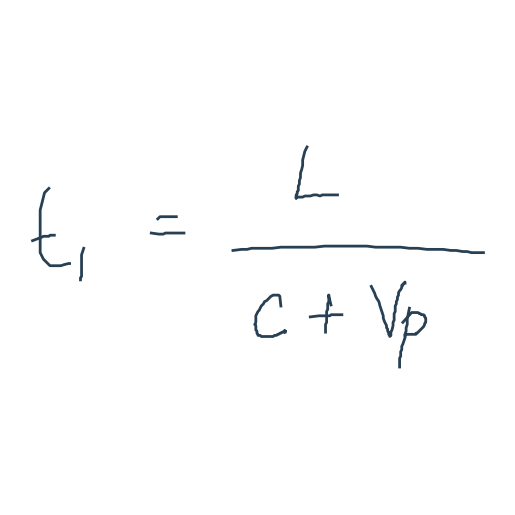 t₁ = L / (C + Vp)